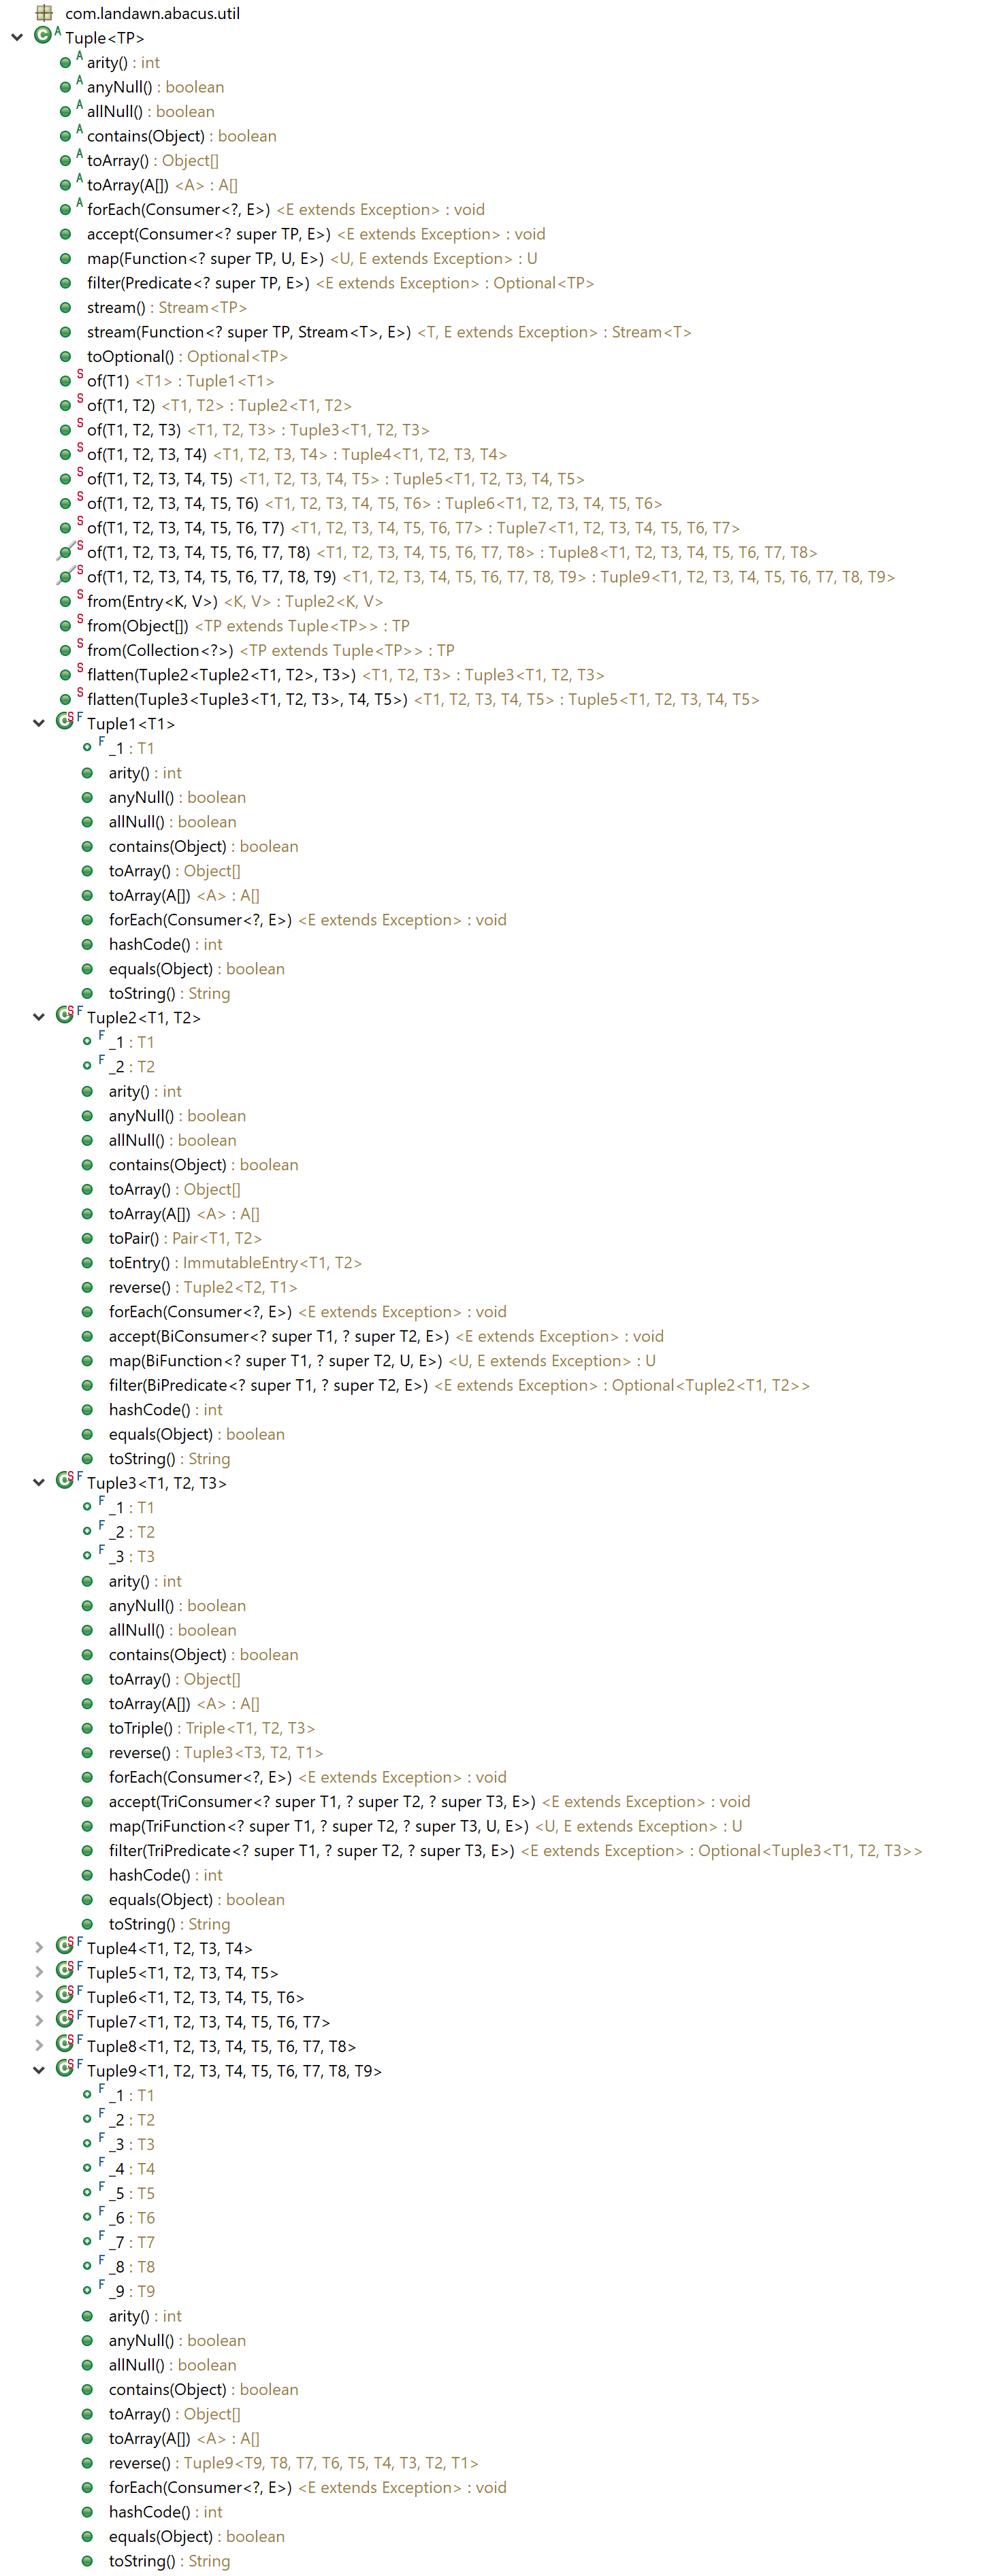 com.landawn.abacus.util
Tuple<TP>
arity() : int
anyNull() : boolean
allNull() : boolean
contains(Object) : boolean
toArray() : Object[]
toArray(A[]) <A> : A[]
forEach(Consumer<?, E>) <E extends Exception> : void
accept(Consumer<? super TP, E>) <E extends Exception> : void
map(Function<? super TP, U, E>) <U, E extends Exception> : U
filter(Predicate<? super TP, E>) <E extends Exception> : Optional<TP>
stream() : Stream<TP>
stream(Function<? super TP, Stream<T>, E>) <T, E extends Exception> : Stream<T>
toOptional() : Optional<TP>
of(T1) <T1> : Tuple1<T1>
of(T1, T2) <T1, T2> : Tuple2<T1, T2>
of(T1, T2, T3) <T1, T2, T3> : Tuple3<T1, T2, T3>
of(T1, T2, T3, T4) <T1, T2, T3, T4> : Tuple4<T1, T2, T3, T4>
of(T1, T2, T3, T4, T5) <T1, T2, T3, T4, T5> : Tuple5<T1, T2, T3, T4, T5>
of(T1, T2, T3, T4, T5, T6) <T1, T2, T3, T4, T5, T6> : Tuple6<T1, T2, T3, T4, T5, T6>
of(T1, T2, T3, T4, T5, T6, T7) <T1, T2, T3, T4, T5, T6, T7> : Tuple7<T1, T2, T3, T4, T5, T6, T7>
of(T1, T2, T3, T4, T5, T6, T7, T8) <T1, T2, T3, T4, T5, T6, T7, T8> : Tuple8<T1, T2, T3, T4, T5, T6, T7, T8>
of(T1, T2, T3, T4, T5, T6, T7, T8, T9) <T1, T2, T3, T4, T5, T6, T7, T8, T9> : Tuple9<T1, T2, T3, T4, T5, T6, T7, T8, T9>
from(Entry<K, V>) <K, V> : Tuple2<K, V>
from(Object[]) <TP extends Tuple<TP>> : TP
from(Collection<?>) <TP extends Tuple<TP>> : TP
flatten(Tuple2<Tuple2<T1, T2>, T3>) <T1, T2, T3> : Tuple3<T1, T2, T3>
flatten(Tuple3<Tuple3<T1, T2, T3>, T4, T5>) <T1, T2, T3, T4, T5> : Tuple5<T1, T2, T3, T4, T5>
Tuple1<T1>
_1 : T1
arity() : int
anyNull() : boolean
allNull() : boolean
contains(Object) : boolean
toArray() : Object[]
toArray(A[]) <A> : A[]
forEach(Consumer<?, E>) <E extends Exception> : void
hashCode() : int
equals(Object) : boolean
toString() : String
Tuple2<T1, T2>
_1 : T1
_2 : T2
arity() : int
anyNull() : boolean
allNull() : boolean
contains(Object) : boolean
toArray() : Object[]
toArray(A[]) <A> : A[]
toPair() : Pair<T1, T2>
toEntry() : ImmutableEntry<T1, T2>
reverse() : Tuple2<T2, T1>
forEach(Consumer<?, E>) <E extends Exception> : void
accept(BiConsumer<? super T1, ? super T2, E>) <E extends Exception> : void
map(BiFunction<? super T1, ? super T2, U, E>) <U, E extends Exception> : U
filter(BiPredicate<? super T1, ? super T2, E>) <E extends Exception> : Optional<Tuple2<T1, T2>>
hashCode() : int
equals(Object) : boolean
toString() : String
Tuple3<T1, T2, T3>
_1 : T1
_2 : T2
_3 : T3
arity() : int
anyNull() : boolean
allNull() : boolean
contains(Object) : boolean
toArray() : Object[]
toArray(A[]) <A> : A[]
toTriple() : Triple<T1, T2, T3>
reverse() : Tuple3<T3, T2, T1>
forEach(Consumer<?, E>) <E extends Exception> : void
accept(TriConsumer<? super T1, ? super T2, ? super T3, E>) <E extends Exception> : void
map(TriFunction<? super T1, ? super T2, ? super T3, U, E>) <U, E extends Exception> : U
filter(TriPredicate<? super T1, ? super T2, ? super T3, E>) <E extends Exception> : Optional<Tuple3<T1, T2, T3>>
hashCode() : int
equals(Object) : boolean
toString() : String
Tuple4<T1, T2, T3, T4>
Tuple5<T1, T2, T3, T4, T5>
Tuple6<T1, T2, T3, T4, T5, T6>
Tuple7<T1, T2, T3, T4, T5, T6, T7>
Tuple8<T1, T2, T3, T4, T5, T6, T7, T8>
Tuple9<T1, T2, T3, T4, T5, T6, T7, T8, T9>
_1 : T1
_2 : T2
_3 : T3
_4 : T4
_5 : T5
_6 : T6
_7 : T7
_8 : T8
_9 : T9
arity() : int
anyNull() : boolean
allNull() : boolean
contains(Object) : boolean
toArray() : Object[]
toArray(A[]) <A> : A[]
reverse() : Tuple9<T9, T8, T7, T6, T5, T4, T3, T2, T1>
forEach(Consumer<?, E>) <E extends Exception> : void
hashCode() : int
equals(Object) : boolean
toString() : String